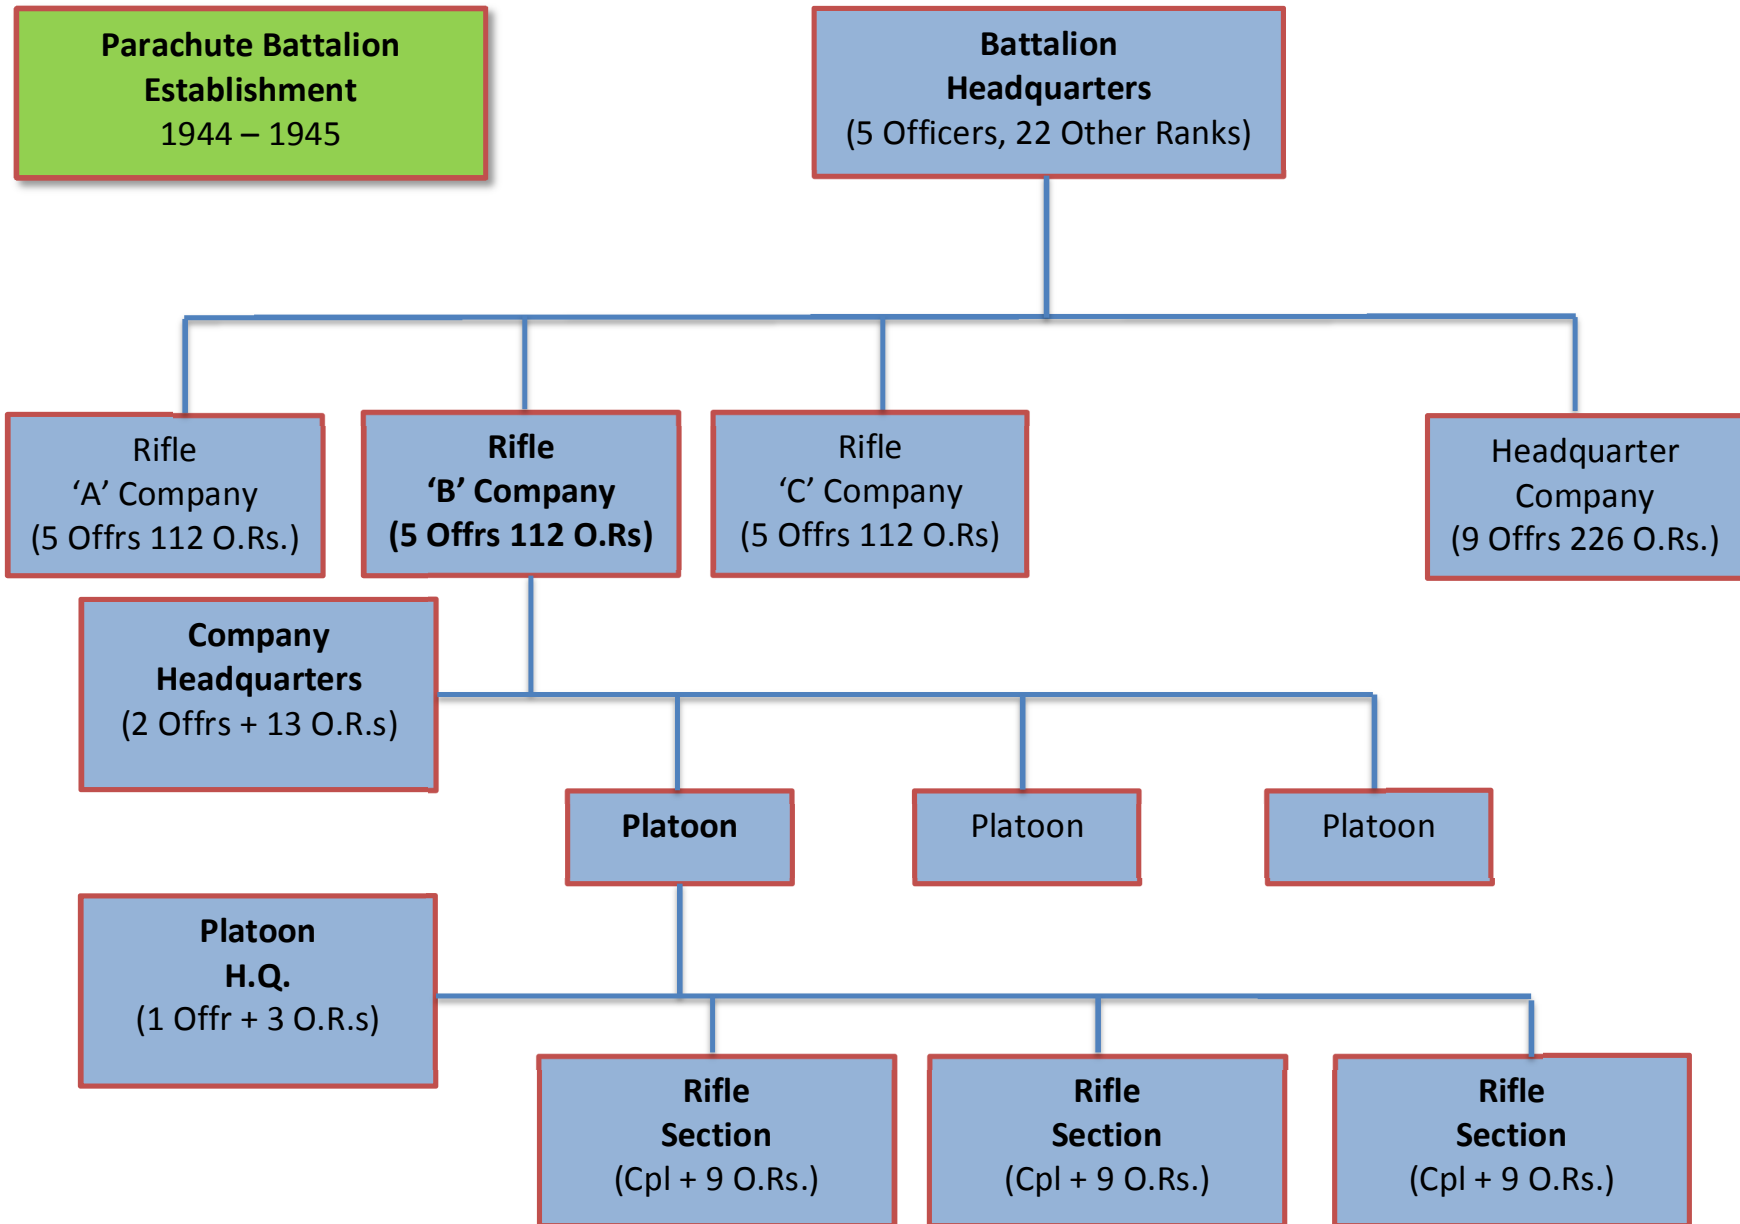 Parachute Battalion
Establishment
1944 – 1945
Battalion
Headquarters
(5 Officers, 22 Other Ranks)
Rifle
‘A’ Company
(5 Offrs 112 O.Rs.)
Rifle
‘B’ Company
(5 Offrs 112 O.Rs)
Rifle
‘C’ Company
(5 Offrs 112 O.Rs)
Headquarter
Company
(9 Offrs 226 O.Rs.)
Company
Headquarters
(2 Offrs + 13 O.R.s)
Platoon
Platoon
Platoon
Platoon
H.Q.
(1 Offr + 3 O.R.s)
Rifle
Section
(Cpl + 9 O.Rs.)
Rifle
Section
(Cpl + 9 O.Rs.)
Rifle
Section
(Cpl + 9 O.Rs.)